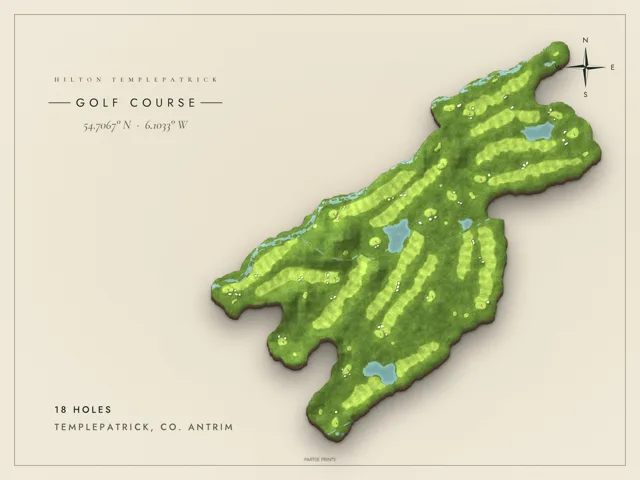 HILTON TEMPLEPATRICK
GOLF COURSE
54.7067° N · 6.1033° W
N
E
S
18 HOLES
TEMPLEPATRICK, CO. ANTRIM